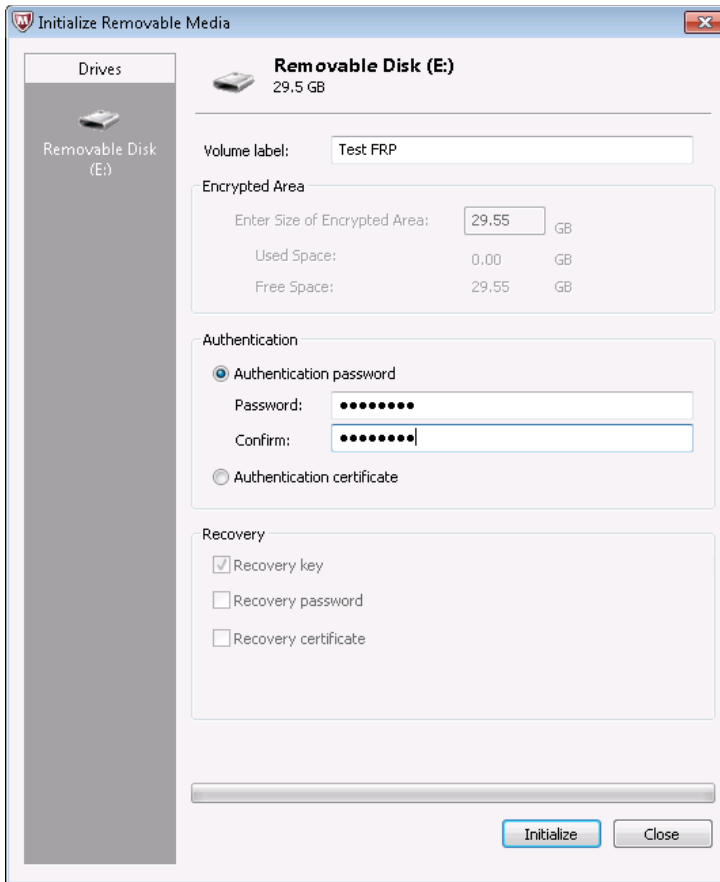 Initialize Removable Media
Drives
Removable Disk
(E:)
Removable Disk (E:)
29.5 GB
Volume label: Test FRP
Encrypted Area
Enter Size of Encrypted Area: 29.55 GB
Used Space: 0.00 GB
Free Space: 29.55 GB
Authentication
Authentication password
Password: ●●●●●●●●
Confirm: ●●●●●●●●
Authentication certificate
Recovery
Recovery key
Recovery password
Recovery certificate
Initialize Close